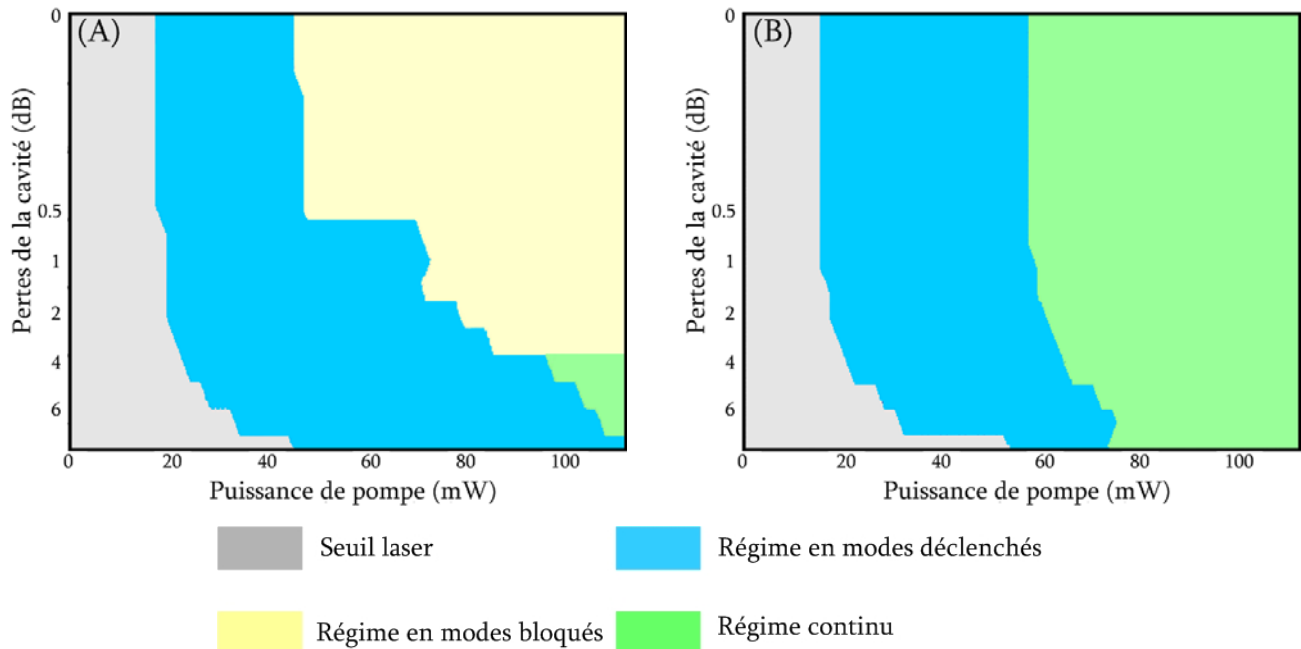 (A)
Pertes de la cavité (dB)
0
0.5
1
2
4
6
0 20 40 60 80 100
Puissance de pompe (mW)
(B)
Pertes de la cavité (dB)
0
0.5
1
2
4
6
0 20 40 60 80 100
Puissance de pompe (mW)
Seuil laser
Régime en modes déclenchés
Régime en modes bloqués
Régime continu